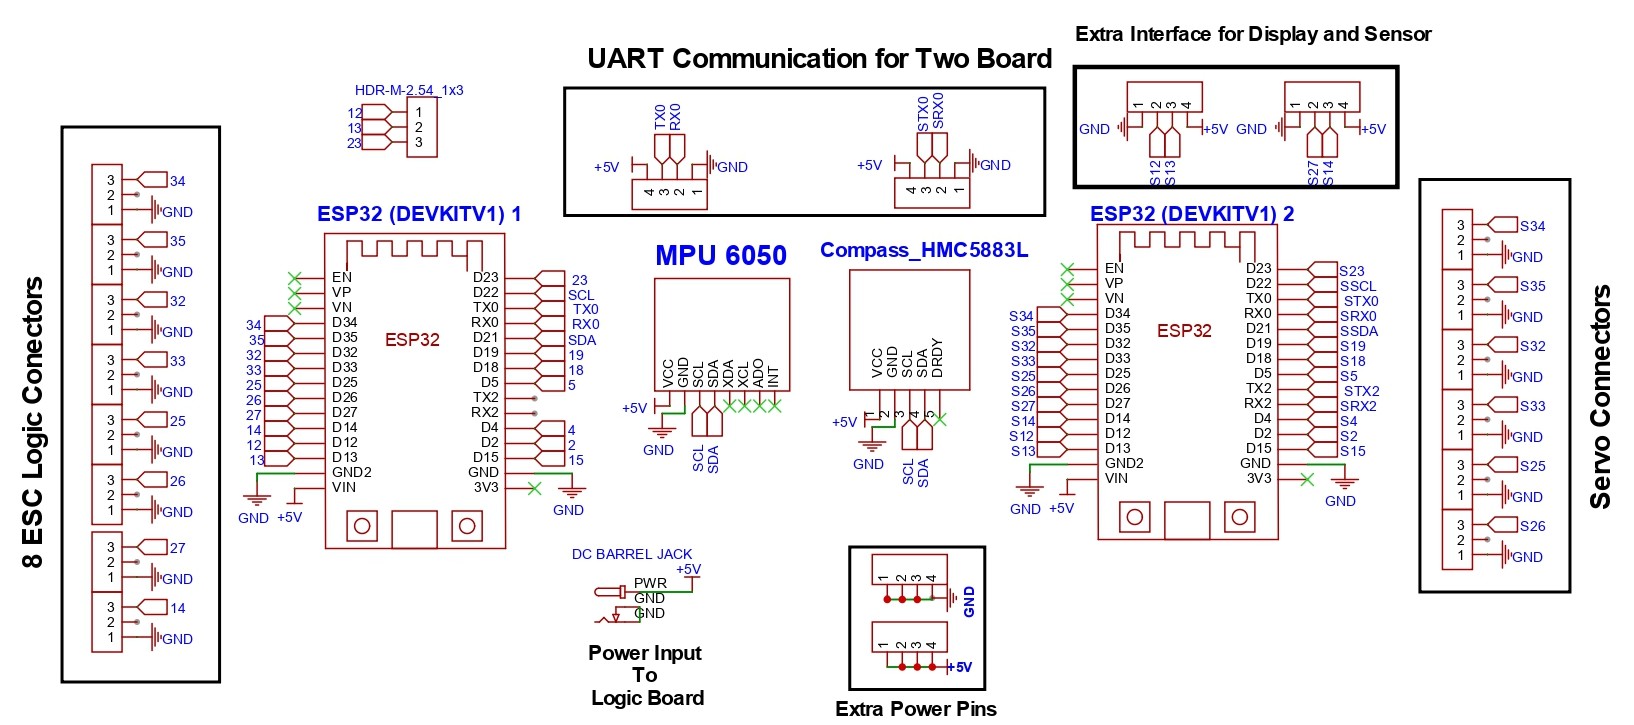 UART Communication for Two Board
Extra Interface for Display and Sensor
HDR-M-2.54_1x3
12 1
13 2
23 3
TX0 RX0
+5V GND
4 3 2 1
STX0 SRX0
+5V GND
4 3 2 1
1 2 3 4
GND +5V
S12 S13
1 2 3 4
GND +5V
S27 S14
8 ESC Logic Conectors
3 34
2
1 GND
3 35
2
1 GND
3 32
2
1 GND
3 33
2
1 GND
3 25
2
1 GND
3 26
2
1 GND
3 27
2
1 GND
3 14
2
1 GND
ESP32 (DEVKITV1) 1
ESP32
EN D23 23
VP D22 SCL
VN TX0 TX0
34 D34 RX0 RX0
35 D35 D21 SDA
32 D32 D19 19
33 D33 D18 18
25 D25 D5 5
26 D26 TX2
27 D27 RX2
14 D14 D4 4
12 D12 D2 2
13 D13 D15 15
GND2 GND
VIN 3V3
GND +5V GND
MPU 6050
VCC GND SCL SDA XDA XCL ADO INT
+5V
GND
SCL SDA
Compass_HMC5883L
VCC GND SCL SDA DRDY
1 2 3 4 5
+5V
GND
SCL SDA
ESP32 (DEVKITV1) 2
ESP32
EN D23 S23
VP D22 SSCL
VN TX0 STX0
S34 D34 RX0 SRX0
S35 D35 D21 SSDA
S32 D32 D19 S19
S33 D33 D18 S18
S25 D25 D5 S5
S26 D26 TX2 STX2
S27 D27 RX2 SRX2
S14 D14 D4 S4
S12 D12 D2 S2
S13 D13 D15 S15
GND2 GND
VIN 3V3
GND +5V GND
3 S34
2
1 GND
3 S35
2
1 GND
3 S32
2
1 GND
3 S33
2
1 GND
3 S25
2
1 GND
3 S26
2
1 GND
Servo Connectors
DC BARREL JACK
+5V
PWR
GND
GND
Power Input
To
Logic Board
1 2 3 4
GND
1 2 3 4
+5V
Extra Power Pins